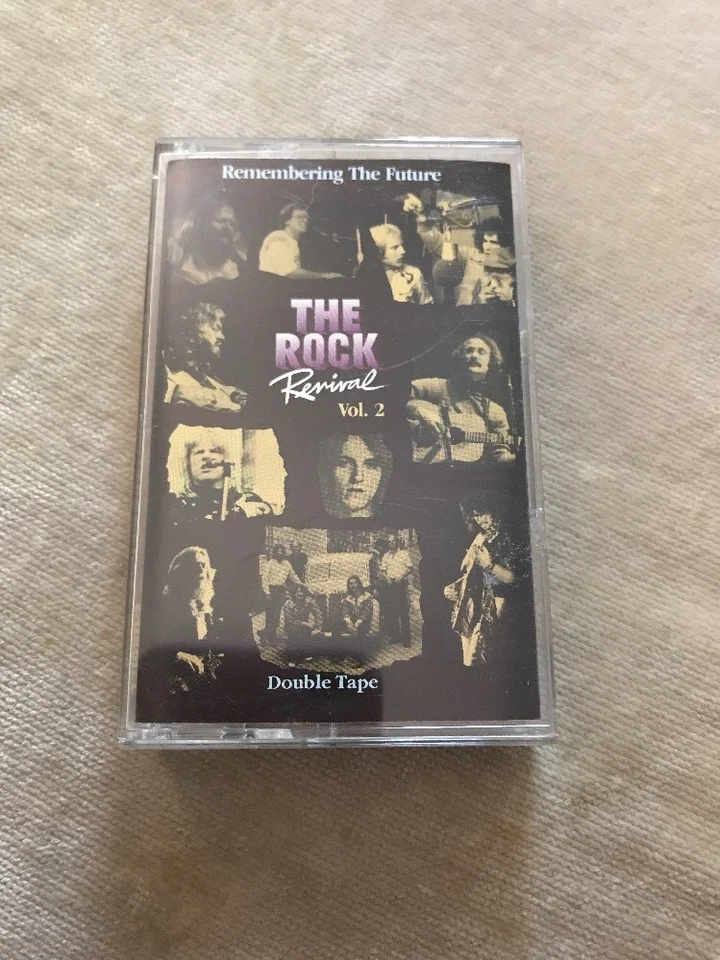 Remembering The Future
THE
ROCK
Revival
Vol. 2
Double Tape